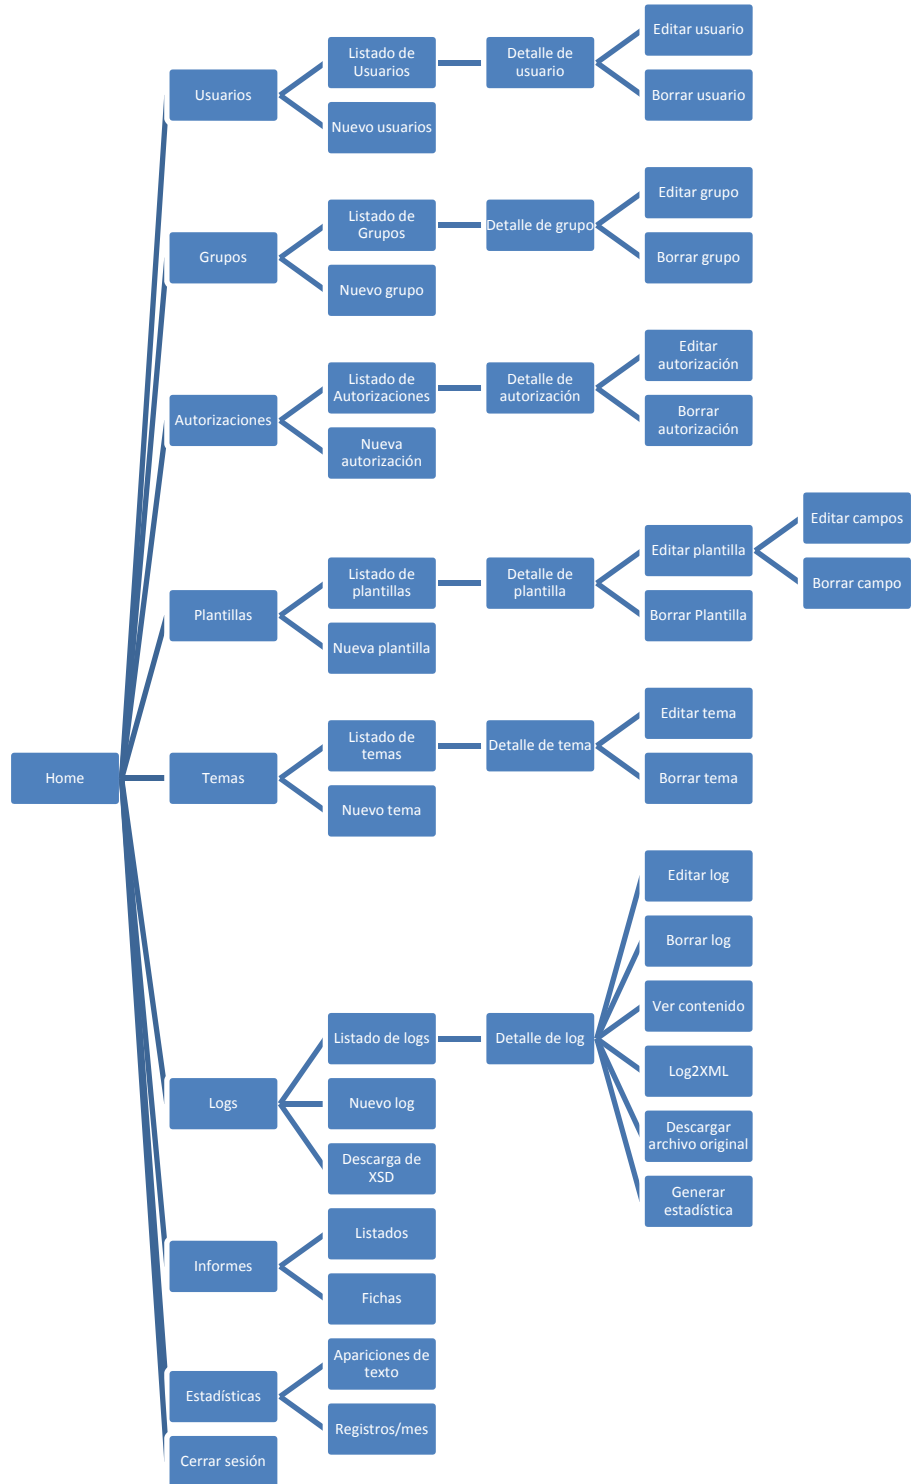 Home
Usuarios
Listado de
Usuarios
Detalle de
usuario
Editar usuario
Borrar usuario
Nuevo usuarios
Grupos
Listado de
Grupos
Detalle de grupo
Editar grupo
Borrar grupo
Nuevo grupo
Autorizaciones
Listado de
Autorizaciones
Detalle de
autorización
Editar
autorización
Borrar
autorización
Nueva
autorización
Plantillas
Listado de
plantillas
Detalle de
plantilla
Editar plantilla
Editar campos
Borrar campo
Borrar Plantilla
Nueva plantilla
Temas
Listado de
temas
Detalle de tema
Editar tema
Borrar tema
Nuevo tema
Logs
Listado de logs
Detalle de log
Editar log
Borrar log
Ver contenido
Log2XML
Descargar
archivo original
Generar
estadística
Nuevo log
Descarga de
XSD
Informes
Listados
Fichas
Estadísticas
Apariciones de
texto
Registros/mes
Cerrar sesión